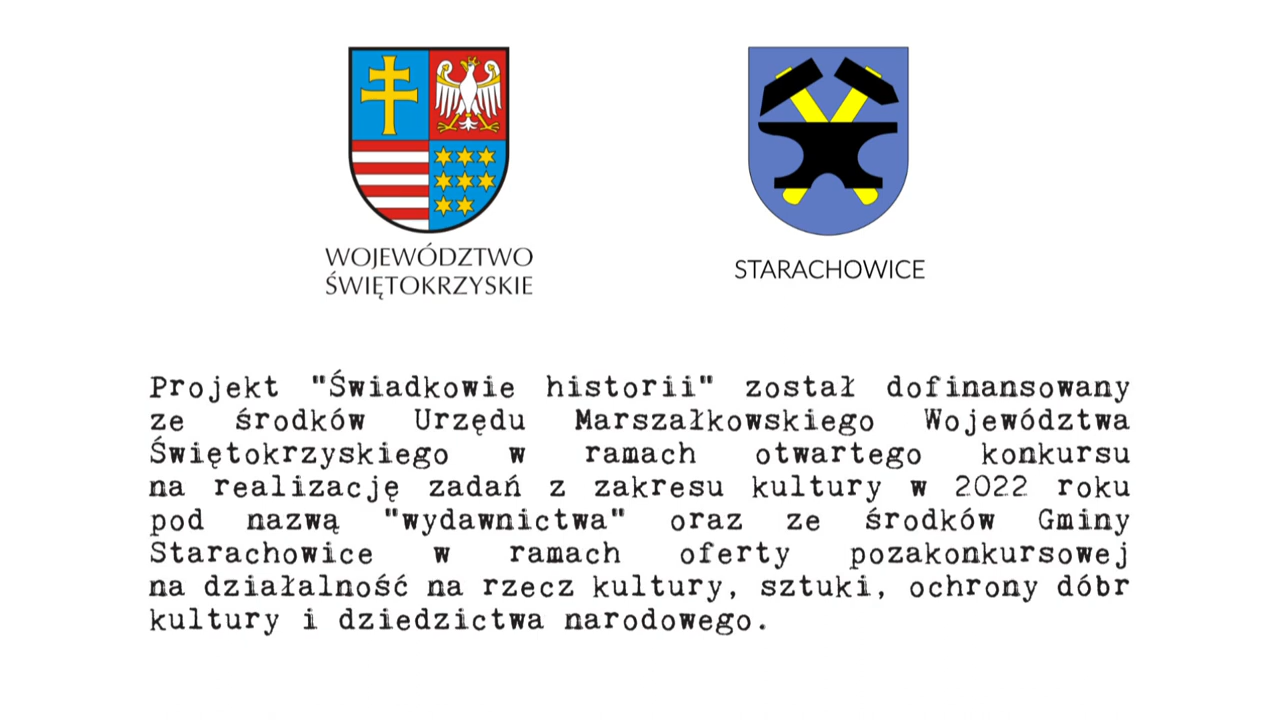 WOJEWÓDZTWO
ŚWIĘTOKRZYSKIE
STARACHOWICE
Projekt "Świadkowie historii" został dofinansowany
ze środków Urzędu Marszałkowskiego Województwa
Świętokrzyskiego w ramach otwartego konkursu
na realizację zadań z zakresu kultury w 2022 roku
pod nazwą "wydawnictwa" oraz ze środków Gminy
Starachowice w ramach oferty pozakonkursowej
na działalność na rzecz kultury, sztuki, ochrony dóbr
kultury i dziedzictwa narodowego.